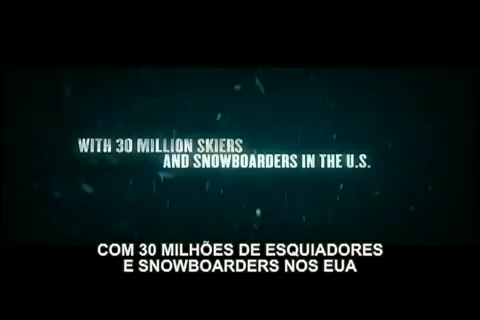 WITH 30 MILLION SKIERS
AND SNOWBOARDERS IN THE U.S.
COM 30 MILHÕES DE ESQUIADORES
E SNOWBOARDERS NOS EUA